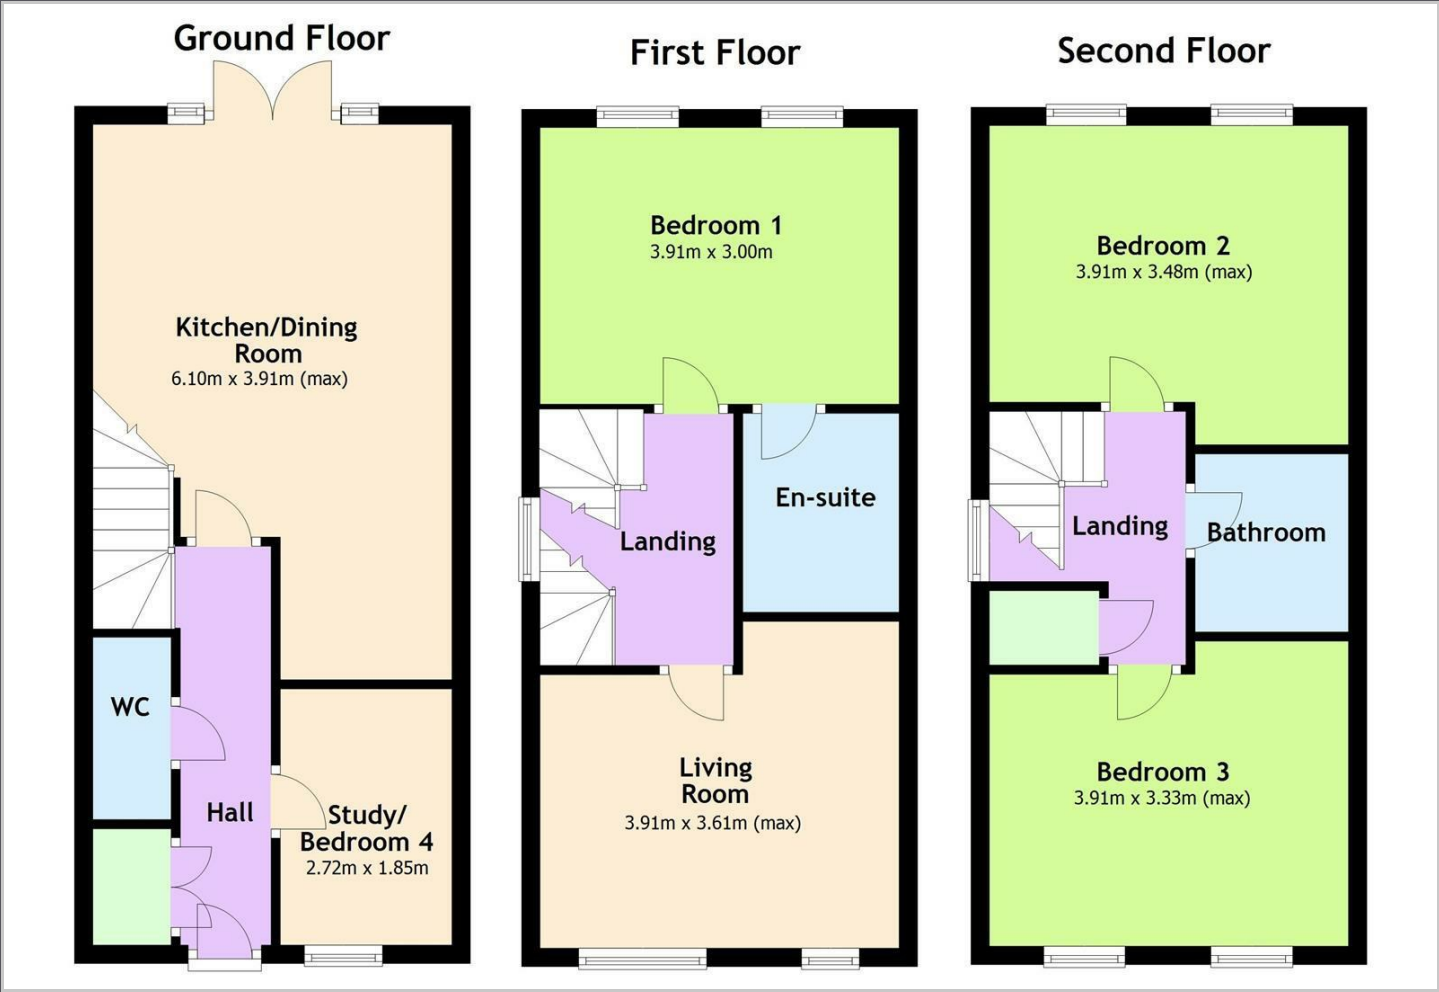 Ground Floor
Kitchen/Dining
Room
6.10m x 3.91m (max)
WC
Hall
Study/
Bedroom 4
2.72m x 1.85m
First Floor
Bedroom 1
3.91m x 3.00m
En-suite
Landing
Living
Room
3.91m x 3.61m (max)
Second Floor
Bedroom 2
3.91m x 3.48m (max)
Landing
Bathroom
Bedroom 3
3.91m x 3.33m (max)